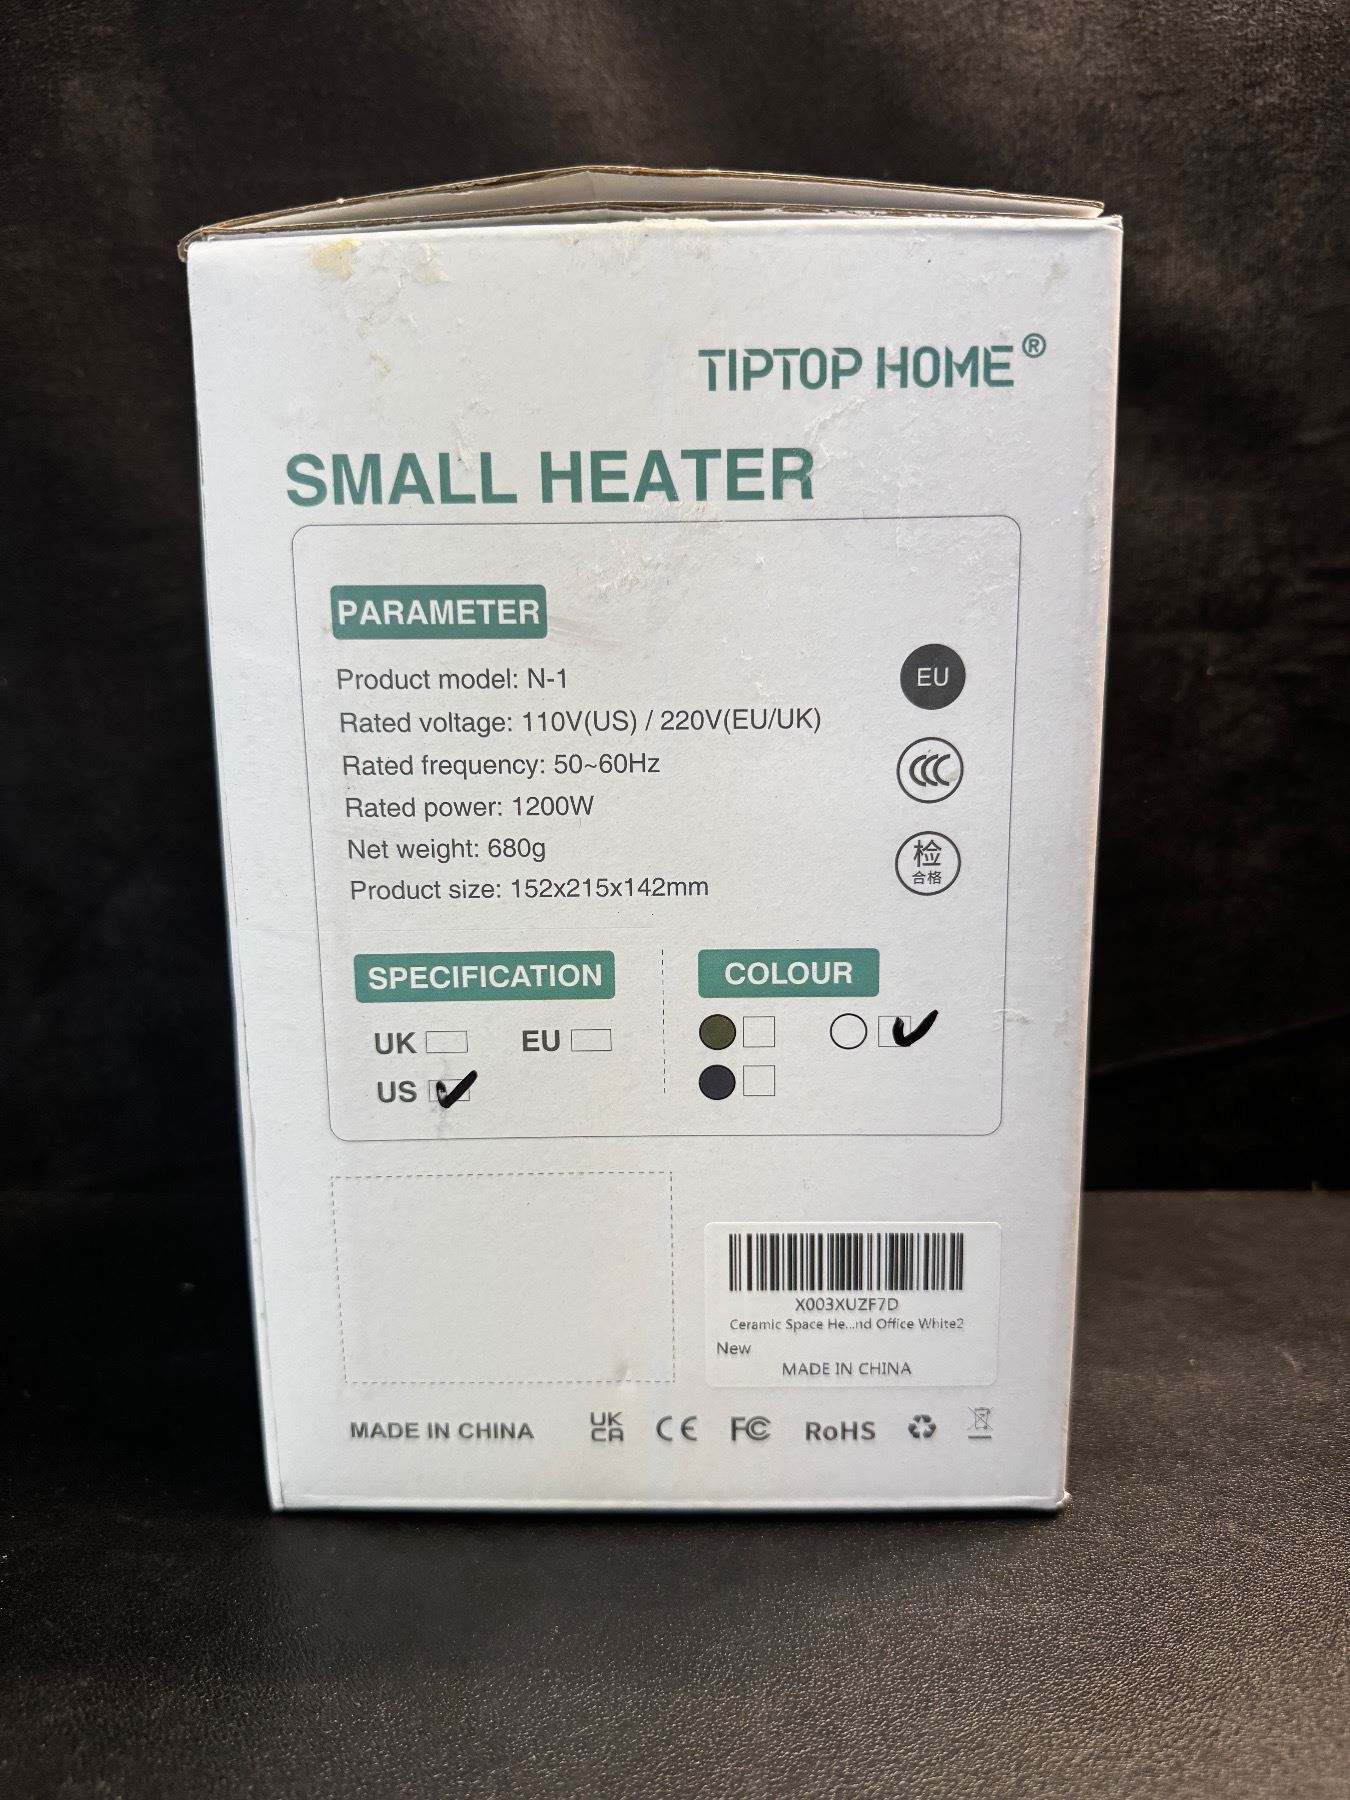 TIPTOP HOME®
SMALL HEATER
PARAMETER
Product model: N-1
Rated voltage: 110V(US) / 220V(EU/UK)
Rated frequency: 50~60Hz
Rated power: 1200W
Net weight: 680g
Product size: 152x215x142mm
EU
CCC
检
合格
SPECIFICATION
UK
EU
US
COLOUR
X003XUZF7D
Ceramic Space He...nd Office White2
New
MADE IN CHINA
MADE IN CHINA
UK
CA
CE
FC
RoHS